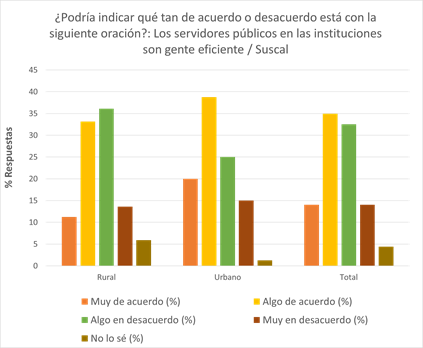 ¿Podría indicar qué tan de acuerdo o desacuerdo está con la
siguiente oración?: Los servidores públicos en las instituciones
son gente eficiente / Suscal
% Respuestas
45
40
35
30
25
20
15
10
5
0
Rural Urbano Total
Muy de acuerdo (%) Algo de acuerdo (%)
Algo en desacuerdo (%) Muy en desacuerdo (%)
No lo sé (%)